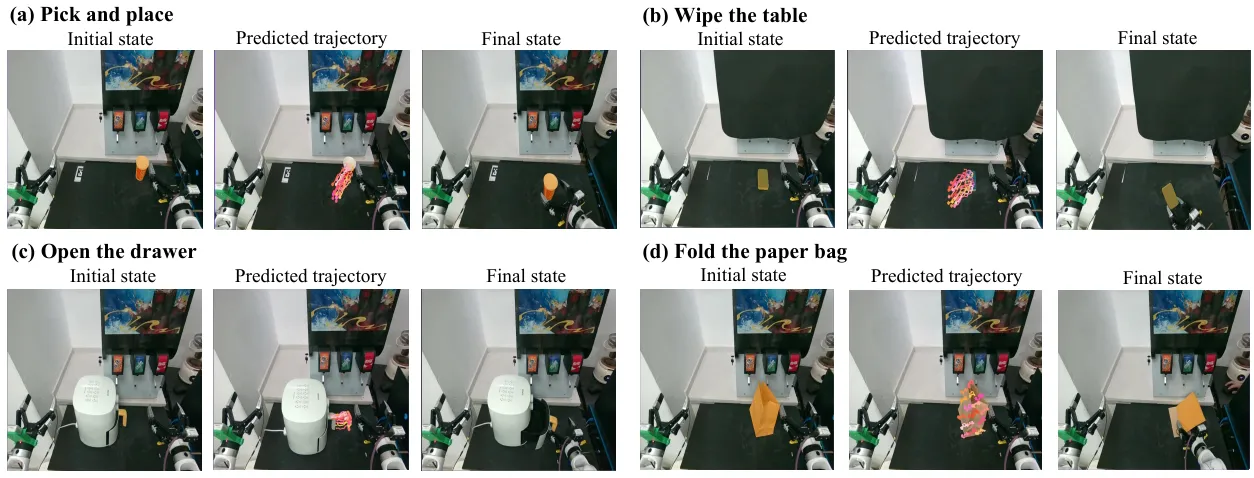 (a) Pick and place
Initial state Predicted trajectory Final state
(b) Wipe the table
Initial state Predicted trajectory Final state
(c) Open the drawer
Initial state Predicted trajectory Final state
(d) Fold the paper bag
Initial state Predicted trajectory Final state